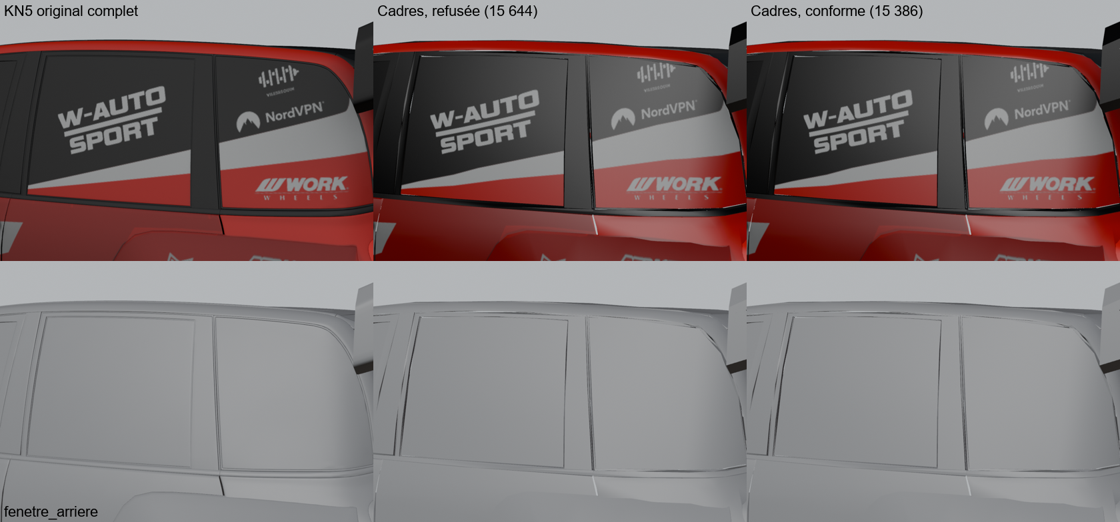 KN5 original complet
Cadres, refusée (15 644)
Cadres, conforme (15 386)
W-AUTO
SPORT
NordVPN
WORK
WHEELS
W-AUTO
SPORT
NordVPN
WORK
WHEELS
W-AUTO
SPORT
NordVPN
WORK
WHEELS
fenetre_arriere